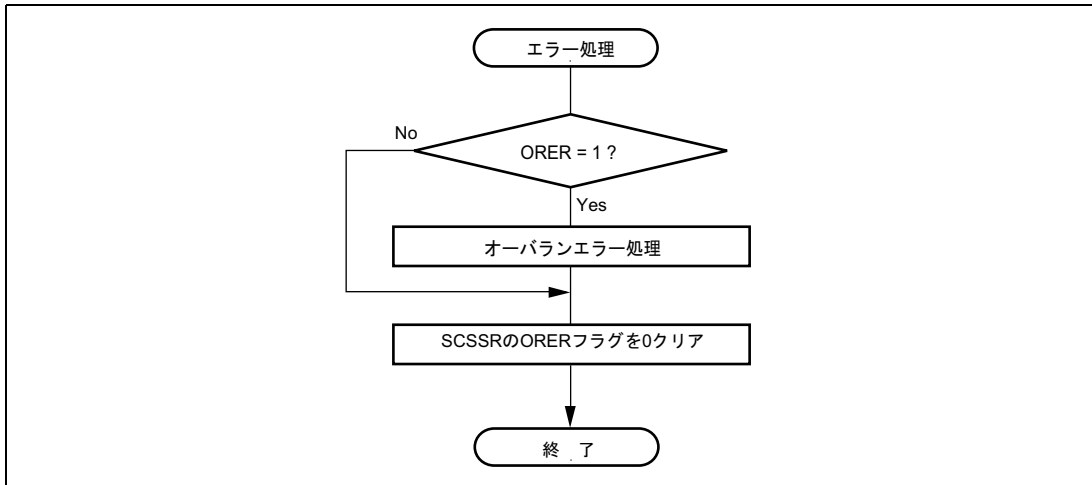 エラー処理
No
ORER = 1 ?
Yes
オーバランエラー処理
SCSSRのORERフラグを0クリア
終 了